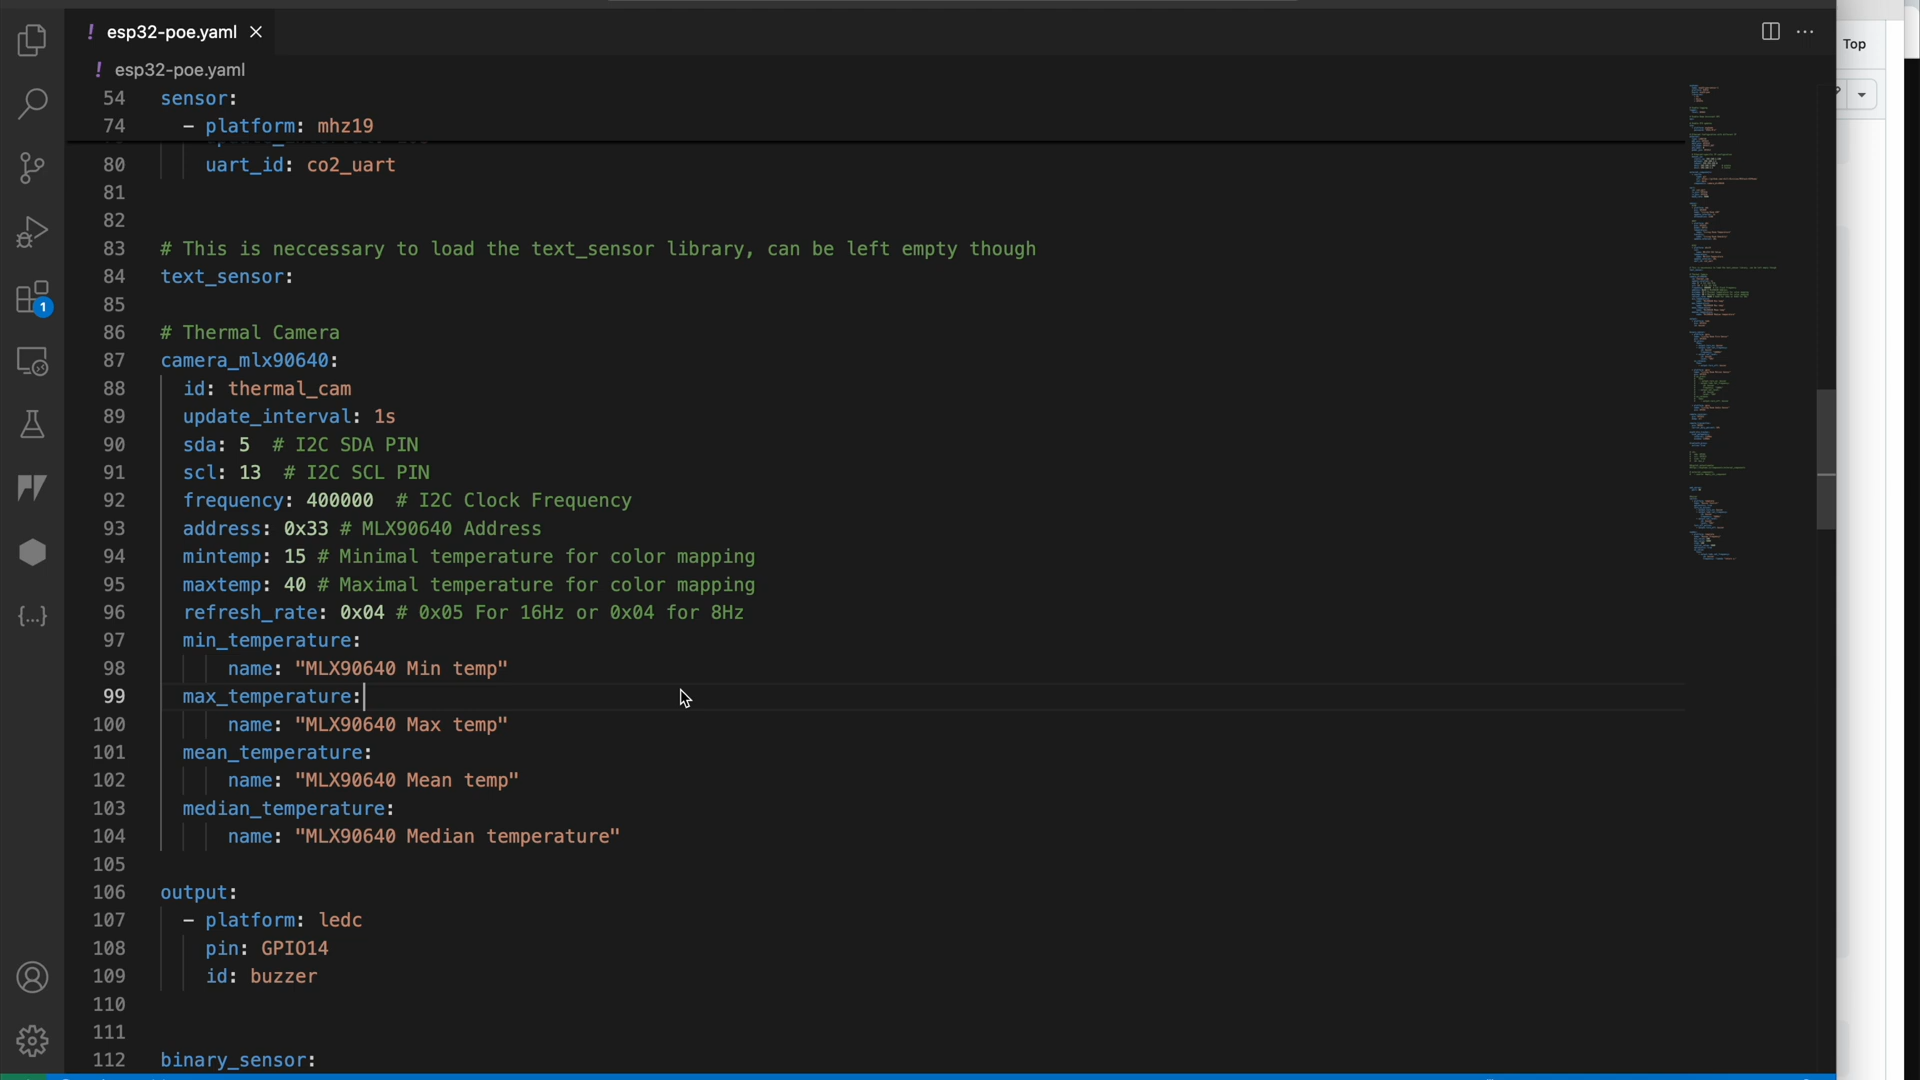 ! esp32-poe.yaml ×
Top
! esp32-poe.yaml
54 sensor:
74 - platform: mhz19
80 uart_id: co2_uart
81
82
83 # This is neccessary to load the text_sensor library, can be left empty though
84 text_sensor:
85
86 # Thermal Camera
87 camera_mlx90640:
88 id: thermal_cam
89 update_interval: 1s
90 sda: 5 # I2C SDA PIN
91 scl: 13 # I2C SCL PIN
92 frequency: 400000 # I2C Clock Frequency
93 address: 0x33 # MLX90640 Address
94 mintemp: 15 # Minimal temperature for color mapping
95 maxtemp: 40 # Maximal temperature for color mapping
96 refresh_rate: 0x04 # 0x05 For 16Hz or 0x04 for 8Hz
97 min_temperature:
98 name: "MLX90640 Min temp"
99 max_temperature:
100 name: "MLX90640 Max temp"
101 mean_temperature:
102 name: "MLX90640 Mean temp"
103 median_temperature:
104 name: "MLX90640 Median temperature"
105
106 output:
107 - platform: ledc
108 pin: GPIO14
109 id: buzzer
110
111
112 binary_sensor:
1